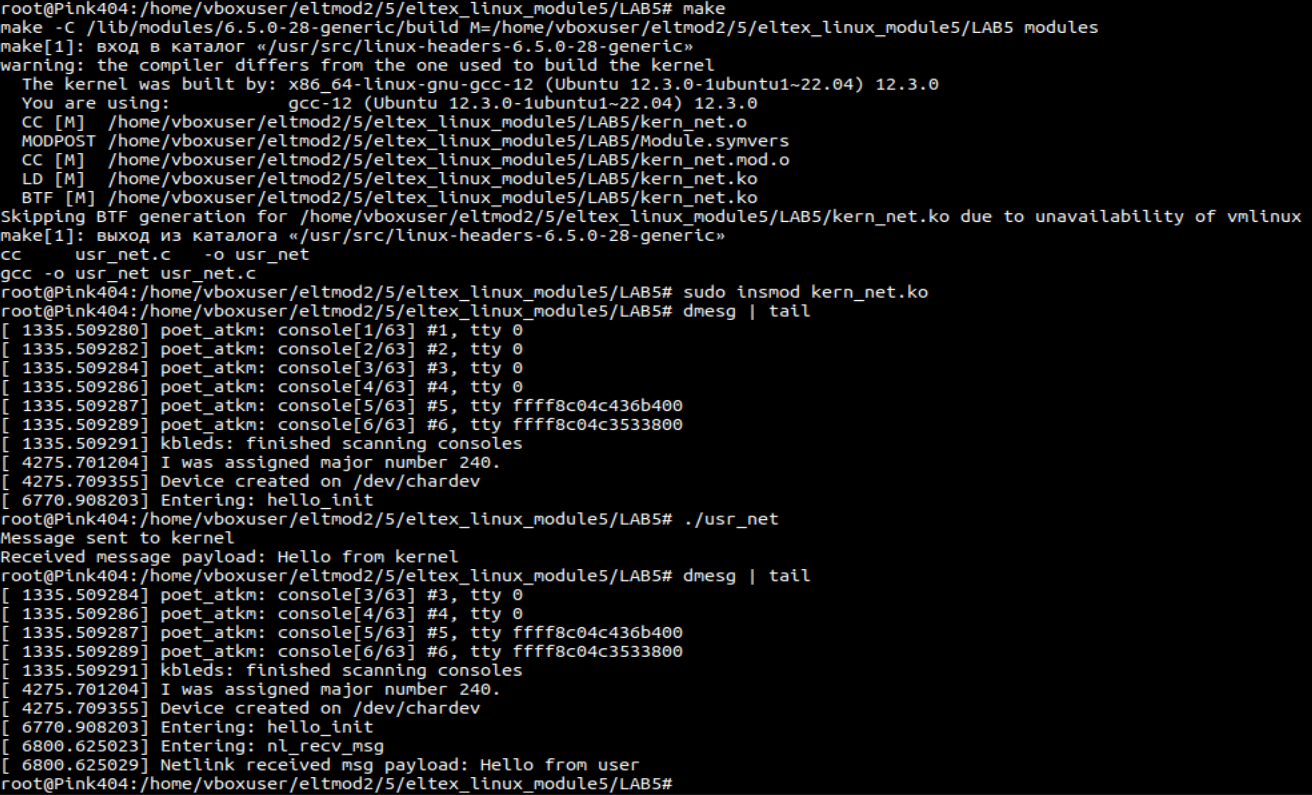 root@Pink404:/home/vboxuser/eltmod2/5/eltex_linux_module5/LAB5# make
make -C /lib/modules/6.5.0-28-generic/build M=/home/vboxuser/eltmod2/5/eltex_linux_module5/LAB5 modules
make[1]: вход в каталог «/usr/src/linux-headers-6.5.0-28-generic»
warning: the compiler differs from the one used to build the kernel
  The kernel was built by: x86_64-linux-gnu-gcc-12 (Ubuntu 12.3.0-1ubuntu1~22.04) 12.3.0
  You are using:           gcc-12 (Ubuntu 12.3.0-1ubuntu1~22.04) 12.3.0
  CC [M]  /home/vboxuser/eltmod2/5/eltex_linux_module5/LAB5/kern_net.o
  MODPOST /home/vboxuser/eltmod2/5/eltex_linux_module5/LAB5/Module.symvers
  CC [M]  /home/vboxuser/eltmod2/5/eltex_linux_module5/LAB5/kern_net.mod.o
  LD [M]  /home/vboxuser/eltmod2/5/eltex_linux_module5/LAB5/kern_net.ko
  BTF [M] /home/vboxuser/eltmod2/5/eltex_linux_module5/LAB5/kern_net.ko
Skipping BTF generation for /home/vboxuser/eltmod2/5/eltex_linux_module5/LAB5/kern_net.ko due to unavailability of vmlinux
make[1]: выход из каталога «/usr/src/linux-headers-6.5.0-28-generic»
cc     usr_net.c   -o usr_net
gcc -o usr_net usr_net.c
root@Pink404:/home/vboxuser/eltmod2/5/eltex_linux_module5/LAB5# sudo insmod kern_net.ko
root@Pink404:/home/vboxuser/eltmod2/5/eltex_linux_module5/LAB5# dmesg | tail
[ 1335.509280] poet_atkm: console[1/63] #1, tty 0
[ 1335.509282] poet_atkm: console[2/63] #2, tty 0
[ 1335.509284] poet_atkm: console[3/63] #3, tty 0
[ 1335.509286] poet_atkm: console[4/63] #4, tty 0
[ 1335.509287] poet_atkm: console[5/63] #5, tty ffff8c04c436b400
[ 1335.509289] poet_atkm: console[6/63] #6, tty ffff8c04c3533800
[ 1335.509291] kbleds: finished scanning consoles
[ 4275.701204] I was assigned major number 240.
[ 4275.709355] Device created on /dev/chardev
[ 6770.908203] Entering: hello_init
root@Pink404:/home/vboxuser/eltmod2/5/eltex_linux_module5/LAB5# ./usr_net
Message sent to kernel
Received message payload: Hello from kernel
root@Pink404:/home/vboxuser/eltmod2/5/eltex_linux_module5/LAB5# dmesg | tail
[ 1335.509284] poet_atkm: console[3/63] #3, tty 0
[ 1335.509286] poet_atkm: console[4/63] #4, tty 0
[ 1335.509287] poet_atkm: console[5/63] #5, tty ffff8c04c436b400
[ 1335.509289] poet_atkm: console[6/63] #6, tty ffff8c04c3533800
[ 1335.509291] kbleds: finished scanning consoles
[ 4275.701204] I was assigned major number 240.
[ 4275.709355] Device created on /dev/chardev
[ 6770.908203] Entering: hello_init
[ 6800.625023] Entering: nl_recv_msg
[ 6800.625029] Netlink received msg payload: Hello from user
root@Pink404:/home/vboxuser/eltmod2/5/eltex_linux_module5/LAB5#